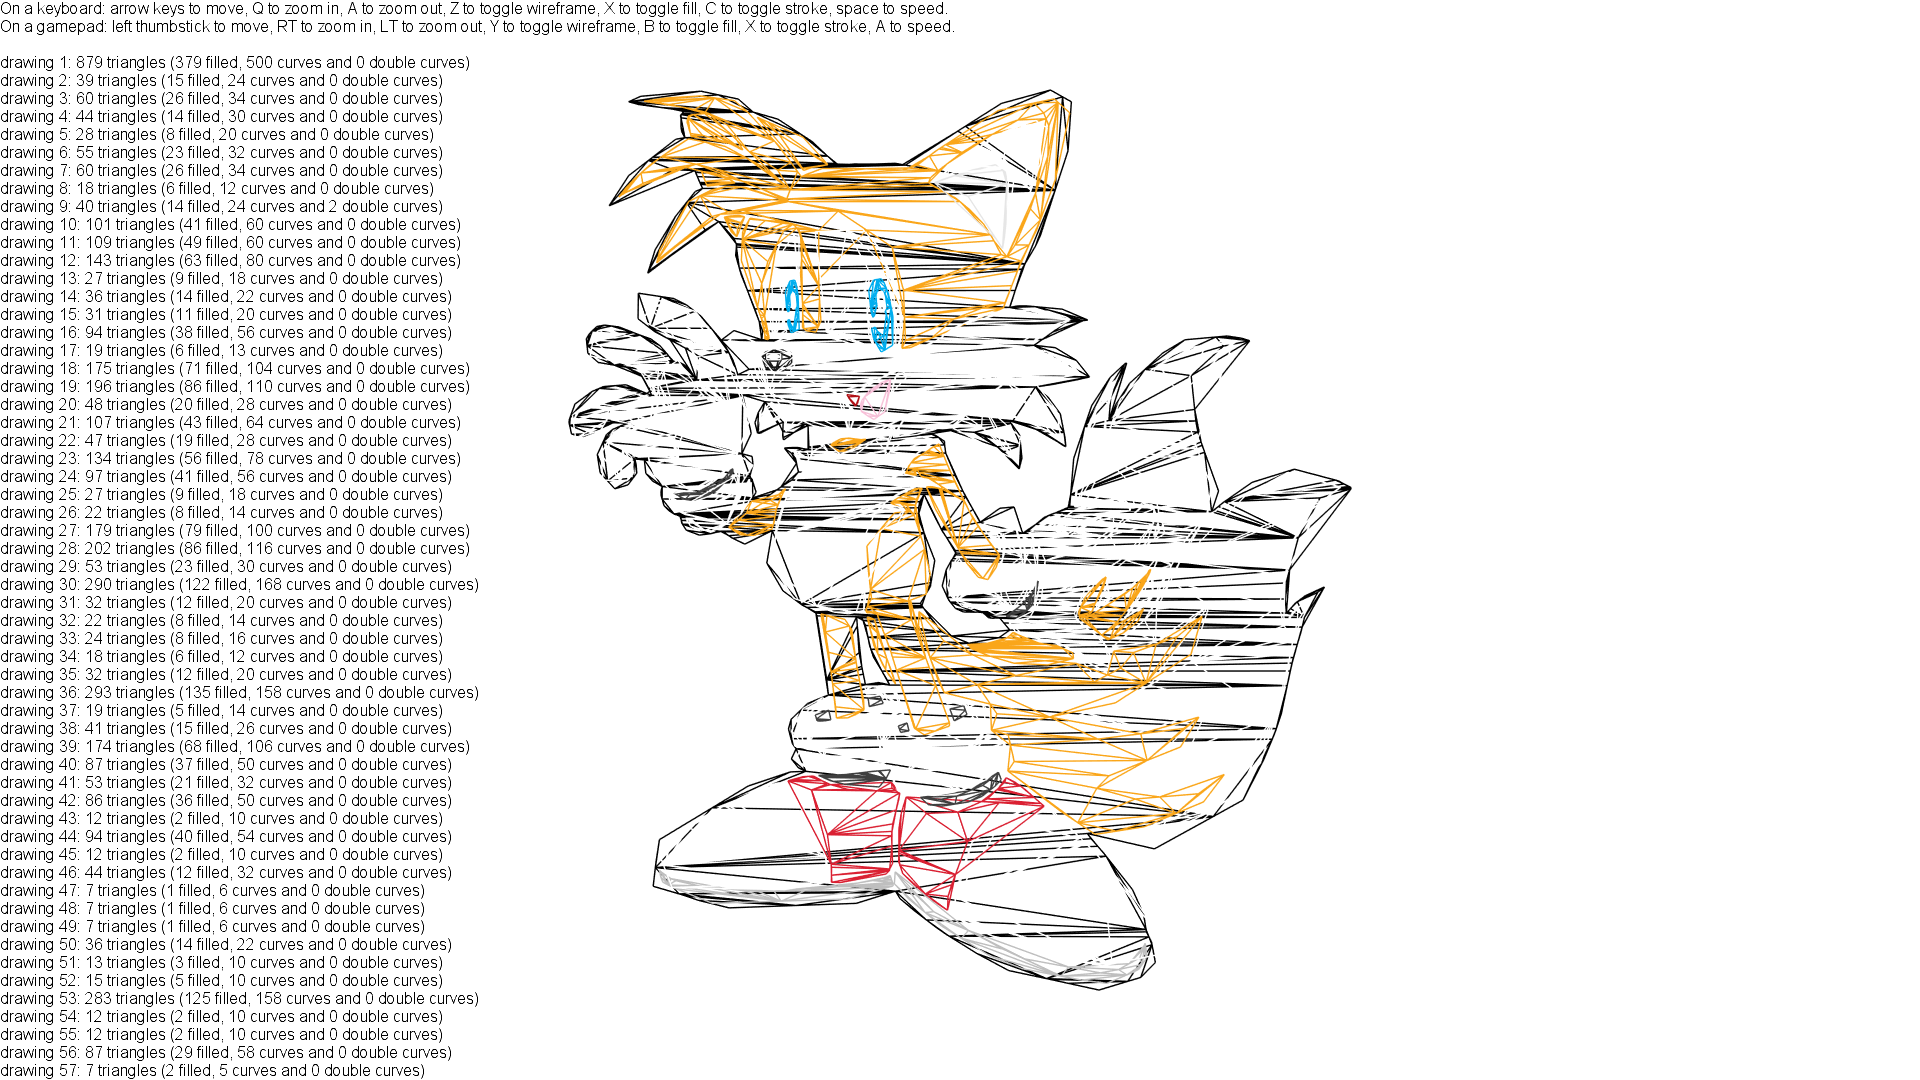 On a keyboard: arrow keys to move, Q to zoom in, A to zoom out, Z to toggle wireframe, X to toggle fill, C to toggle stroke, space to speed.
On a gamepad: left thumbstick to move, RT to zoom in, LT to zoom out, Y to toggle wireframe, B to toggle fill, X to toggle stroke, A to speed.
drawing 1: 879 triangles (379 filled, 500 curves and 0 double curves)
drawing 2: 39 triangles (15 filled, 24 curves and 0 double curves)
drawing 3: 60 triangles (26 filled, 34 curves and 0 double curves)
drawing 4: 44 triangles (14 filled, 30 curves and 0 double curves)
drawing 5: 28 triangles (8 filled, 20 curves and 0 double curves)
drawing 6: 55 triangles (23 filled, 32 curves and 0 double curves)
drawing 7: 60 triangles (26 filled, 34 curves and 0 double curves)
drawing 8: 18 triangles (6 filled, 12 curves and 0 double curves)
drawing 9: 40 triangles (14 filled, 24 curves and 2 double curves)
drawing 10: 101 triangles (41 filled, 60 curves and 0 double curves)
drawing 11: 109 triangles (49 filled, 60 curves and 0 double curves)
drawing 12: 143 triangles (63 filled, 80 curves and 0 double curves)
drawing 13: 27 triangles (9 filled, 18 curves and 0 double curves)
drawing 14: 36 triangles (14 filled, 22 curves and 0 double curves)
drawing 15: 31 triangles (11 filled, 20 curves and 0 double curves)
drawing 16: 94 triangles (38 filled, 56 curves and 0 double curves)
drawing 17: 19 triangles (6 filled, 13 curves and 0 double curves)
drawing 18: 175 triangles (71 filled, 104 curves and 0 double curves)
drawing 19: 196 triangles (86 filled, 110 curves and 0 double curves)
drawing 20: 48 triangles (20 filled, 28 curves and 0 double curves)
drawing 21: 107 triangles (43 filled, 64 curves and 0 double curves)
drawing 22: 47 triangles (19 filled, 28 curves and 0 double curves)
drawing 23: 134 triangles (56 filled, 78 curves and 0 double curves)
drawing 24: 97 triangles (41 filled, 56 curves and 0 double curves)
drawing 25: 27 triangles (9 filled, 18 curves and 0 double curves)
drawing 26: 22 triangles (8 filled, 14 curves and 0 double curves)
drawing 27: 179 triangles (79 filled, 100 curves and 0 double curves)
drawing 28: 202 triangles (86 filled, 116 curves and 0 double curves)
drawing 29: 53 triangles (23 filled, 30 curves and 0 double curves)
drawing 30: 290 triangles (122 filled, 168 curves and 0 double curves)
drawing 31: 32 triangles (12 filled, 20 curves and 0 double curves)
drawing 32: 22 triangles (8 filled, 14 curves and 0 double curves)
drawing 33: 24 triangles (8 filled, 16 curves and 0 double curves)
drawing 34: 18 triangles (6 filled, 12 curves and 0 double curves)
drawing 35: 32 triangles (12 filled, 20 curves and 0 double curves)
drawing 36: 293 triangles (135 filled, 158 curves and 0 double curves)
drawing 37: 19 triangles (5 filled, 14 curves and 0 double curves)
drawing 38: 41 triangles (15 filled, 26 curves and 0 double curves)
drawing 39: 174 triangles (68 filled, 106 curves and 0 double curves)
drawing 40: 87 triangles (37 filled, 50 curves and 0 double curves)
drawing 41: 53 triangles (21 filled, 32 curves and 0 double curves)
drawing 42: 86 triangles (36 filled, 50 curves and 0 double curves)
drawing 43: 12 triangles (2 filled, 10 curves and 0 double curves)
drawing 44: 94 triangles (40 filled, 54 curves and 0 double curves)
drawing 45: 12 triangles (2 filled, 10 curves and 0 double curves)
drawing 46: 44 triangles (12 filled, 32 curves and 0 double curves)
drawing 47: 7 triangles (1 filled, 6 curves and 0 double curves)
drawing 48: 7 triangles (1 filled, 6 curves and 0 double curves)
drawing 49: 7 triangles (1 filled, 6 curves and 0 double curves)
drawing 50: 36 triangles (14 filled, 22 curves and 0 double curves)
drawing 51: 13 triangles (3 filled, 10 curves and 0 double curves)
drawing 52: 15 triangles (5 filled, 10 curves and 0 double curves)
drawing 53: 283 triangles (125 filled, 158 curves and 0 double curves)
drawing 54: 12 triangles (2 filled, 10 curves and 0 double curves)
drawing 55: 12 triangles (2 filled, 10 curves and 0 double curves)
drawing 56: 87 triangles (29 filled, 58 curves and 0 double curves)
drawing 57: 7 triangles (2 filled, 5 curves and 0 double curves)